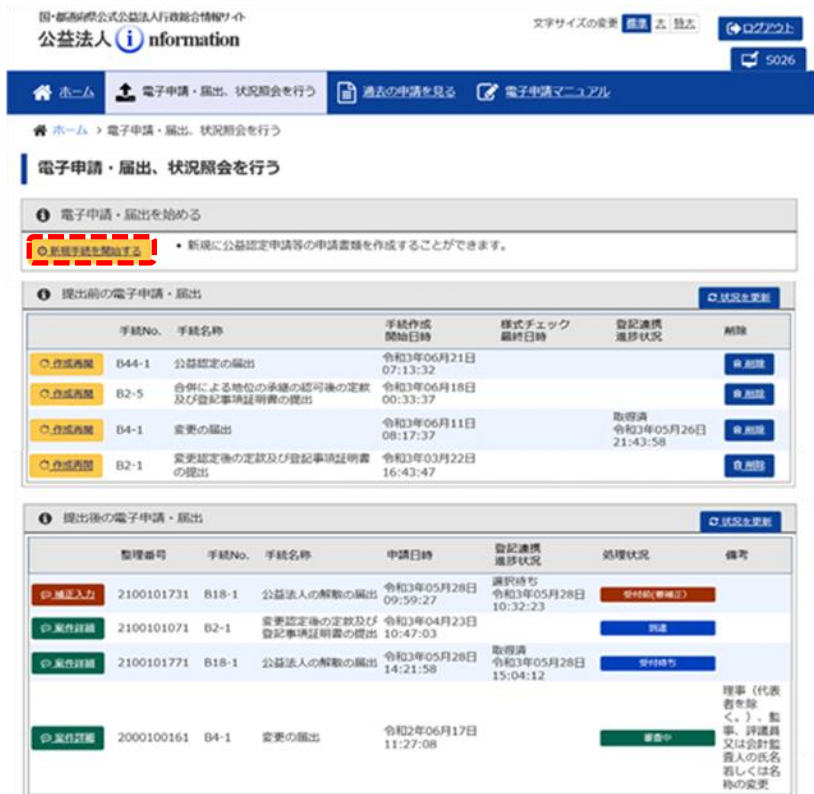 国・都道府県公式公益法人行政総合情報サイト
公益法人 i nformation
文字サイズの変更 標準 大 特大
ログアウト
S026
ホーム 電子申請・届出、状況照会を行う 過去の申請を見る 電子申請マニュアル
ホーム > 電子申請・届出、状況照会を行う
電子申請・届出、状況照会を行う
電子申請・届出を始める
新規手続を開始する
• 新規に公益認定申請等の申請書類を作成することができます。
提出前の電子申請・届出
状況を更新
手続No. 手続名称 手続作成
開始日時
様式チェック
最終日時
登記連携
進捗状況
削除
作成再開 B44-1 公益認定の届出 令和3年06月21日
07:13:32
削除
作成再開 B2-5 合併による地位の承継の認可後の定款
及び登記事項証明書の提出
令和3年06月18日
00:33:37
削除
作成再開 B4-1 変更の届出 令和3年06月11日
08:17:37
取得済
令和3年05月26日
21:43:58
削除
作成再開 B2-1 変更認定後の定款及び登記事項証明書
の提出
令和3年03月22日
16:43:47
削除
提出後の電子申請・届出
状況を更新
整理番号 手続No. 手続名称 申請日時 登記連携
進捗状況
処理状況 備考
補正入力 2100101731 B18-1 公益法人の解散の届出 令和3年05月28日
09:59:27
選択待ち
令和3年05月28日
10:32:23
受付前(要補正)
案件詳細 2100101071 B2-1 変更認定後の定款及び
登記事項証明書の提出
令和3年04月23日
10:47:03
到達
案件詳細 2100101771 B18-1 公益法人の解散の届出 令和3年05月28日
14:21:58
取得済
令和3年05月28日
15:04:12
受付待ち
案件詳細 2000100161 B4-1 変更の届出 令和2年06月17日
11:27:08
審査中
理事（代表
者を除
く。）、監
事、評議員
又は会計監
査人の氏名
若しくは名
称の変更